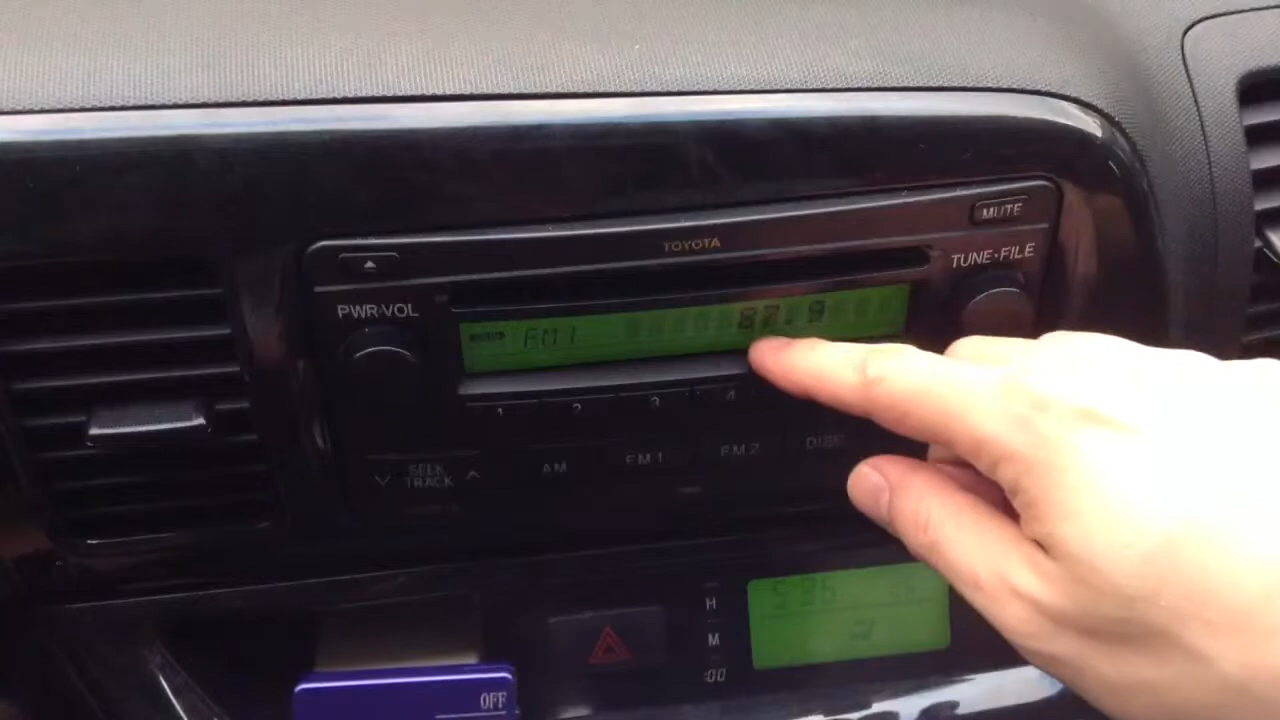 MUTE
TOYOTA
TUNE•FILE
PWR•VOL
FM1
87.9
1 2 3 4
AM FM1 FM2 DISC
SEEK
TRACK
H
M
:00
OFF